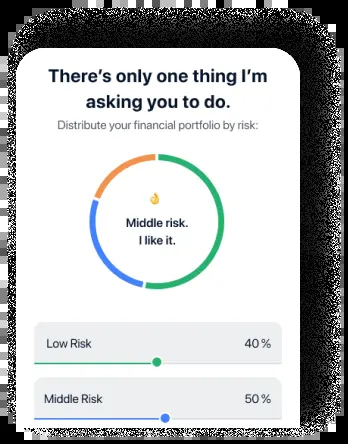 There's only one thing I'm
asking you to do.
Distribute your financial portfolio by risk:
👌
Middle risk.
I like it.
Low Risk 40 %
Middle Risk 50 %